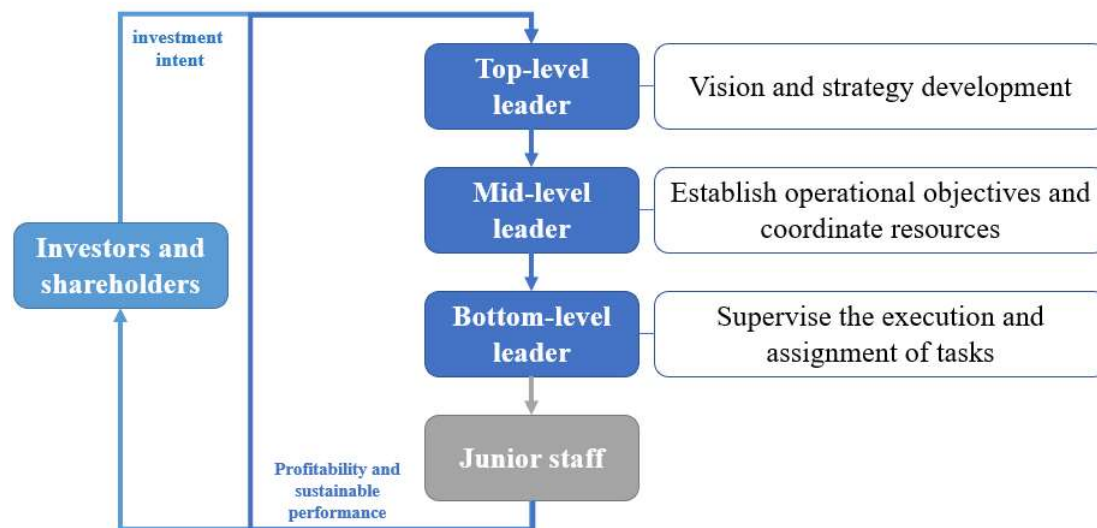 investment
intent
Top-level
leader
Vision and strategy development
Mid-level
leader
Establish operational objectives and
coordinate resources
Investors and
shareholders
Bottom-level
leader
Supervise the execution and
assignment of tasks
Junior staff
Profitability and
sustainable
performance